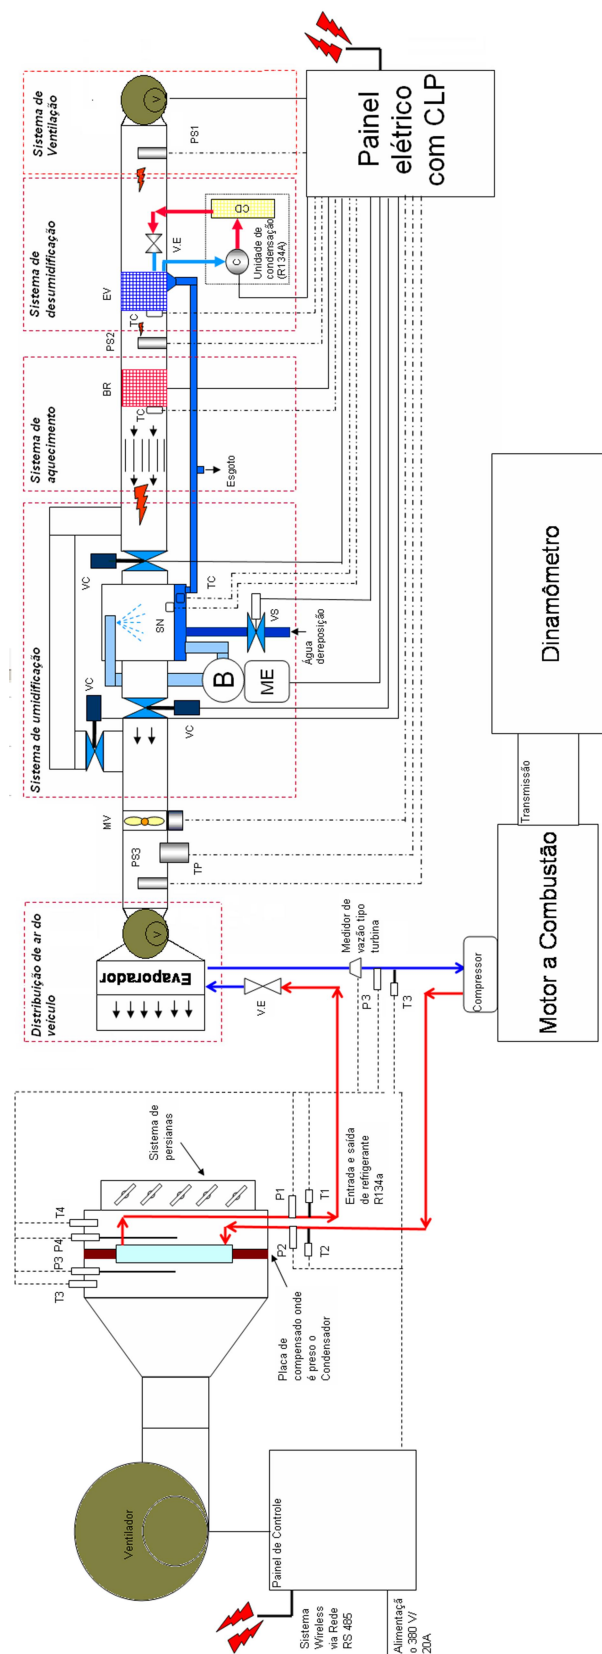 Sistema de
Ventilação
V
PS1
Painel
elétrico
com CLP
Sistema de
desumidificação
EV
V.E
CD
C
Unidade de
condensação
(R134A)
TC
PS2
Sistema de
aquecimento
BR
TC
Esgoto
Sistema de umidificação
VC
SN
TC
VS
Água
dereposição
B
ME
VC
VC
MV
PS3
TP
Distribuição de ar do
veículo
V
Evaporador
V.E
Medidor de
vazão tipo
turbina
P3
T3
Compressor
Dinamômetro
Transmissão
Motor a Combustão
Sistema de
persianas
T4
P4
P3
T3
P1
T1
P2
T2
Entrada e saída
de refrigerante
R134a
Placa de
compensado onde
é preso o
Condensador
Ventilador
Painel de Controle
Sistema
Wireless
via Rede
RS 485
Alimentaçã
o 380 V/
20A